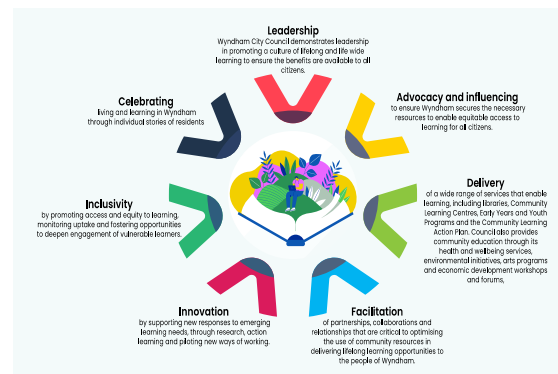 Leadership
Wyndham City Council demonstrates leadership
in promoting a culture of lifelong and life wide
learning to ensure the benefits are available to all
citizens.
Advocacy and influencing
to ensure Wyndham secures the necessary
resources to enable equitable access to
learning for all citizens.
Delivery
of a wide range of services that enable
learning, including libraries, Community
Learning Centres, Early Years and Youth
Programs and the Community Learning
Action Plan. Council also provides
community education through its
health and wellbeing services,
environmental initiatives, arts programs
and economic development workshops
and forums,
Facilitation
of partnerships, collaborations and
relationships that are critical to optimising
the use of community resources in
delivering lifelong learning opportunities to
the people of Wyndham.
Innovation
by supporting new responses to emerging
learning needs, through research, action
learning and piloting new ways of working.
Inclusivity
by promoting access and equity to learning,
monitoring uptake and fostering opportunities
to deepen engagement of vulnerable learners.
Celebrating
living and learning in Wyndham
through individual stories of residents